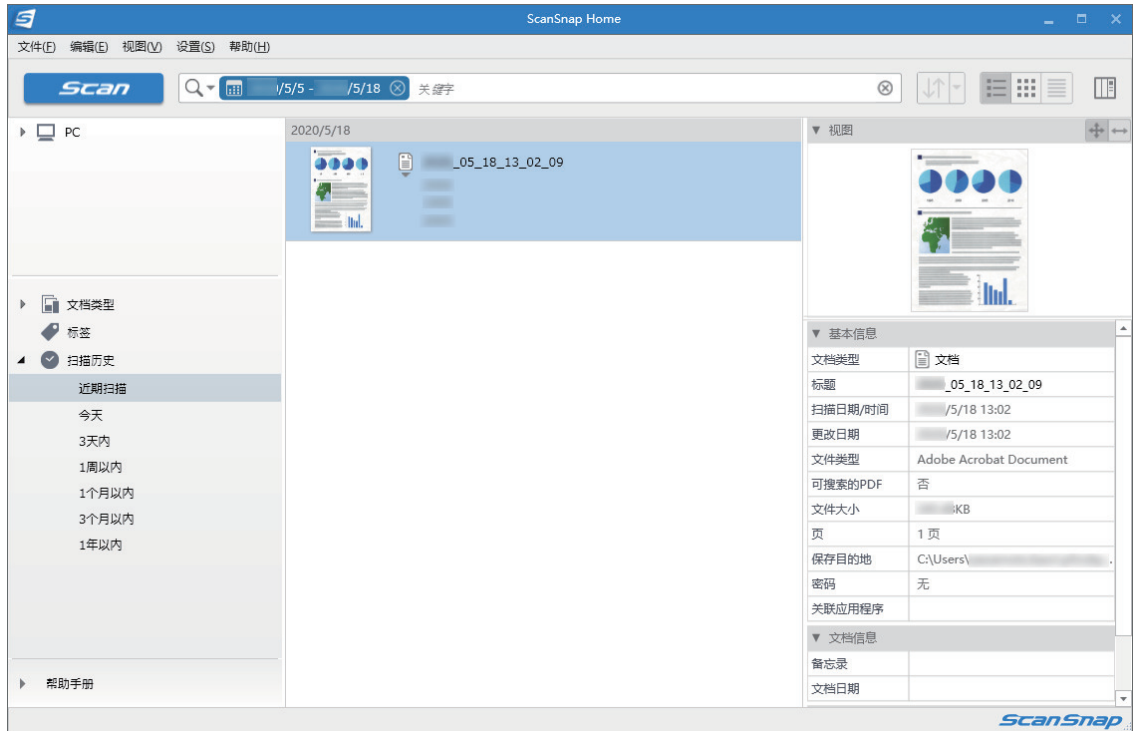 ScanSnap Home
文件(F) 编辑(E) 视图(V) 设置(S) 帮助(H)
Scan
/5/5 - /5/18 关键字
PC
文档类型
标签
扫描历史
近期扫描
今天
3天内
1周以内
1个月以内
3个月以内
1年以内
帮助手册
2020/5/18
_05_18_13_02_09
视图
基本信息
文档类型 文档
标题 _05_18_13_02_09
扫描日期/时间 /5/18 13:02
更改日期 /5/18 13:02
文件类型 Adobe Acrobat Document
可搜索的PDF 否
文件大小 KB
页 1 页
保存目的地 C:\Users\ .
密码 无
关联应用程序
文档信息
备忘录
文档日期
ScanSnap